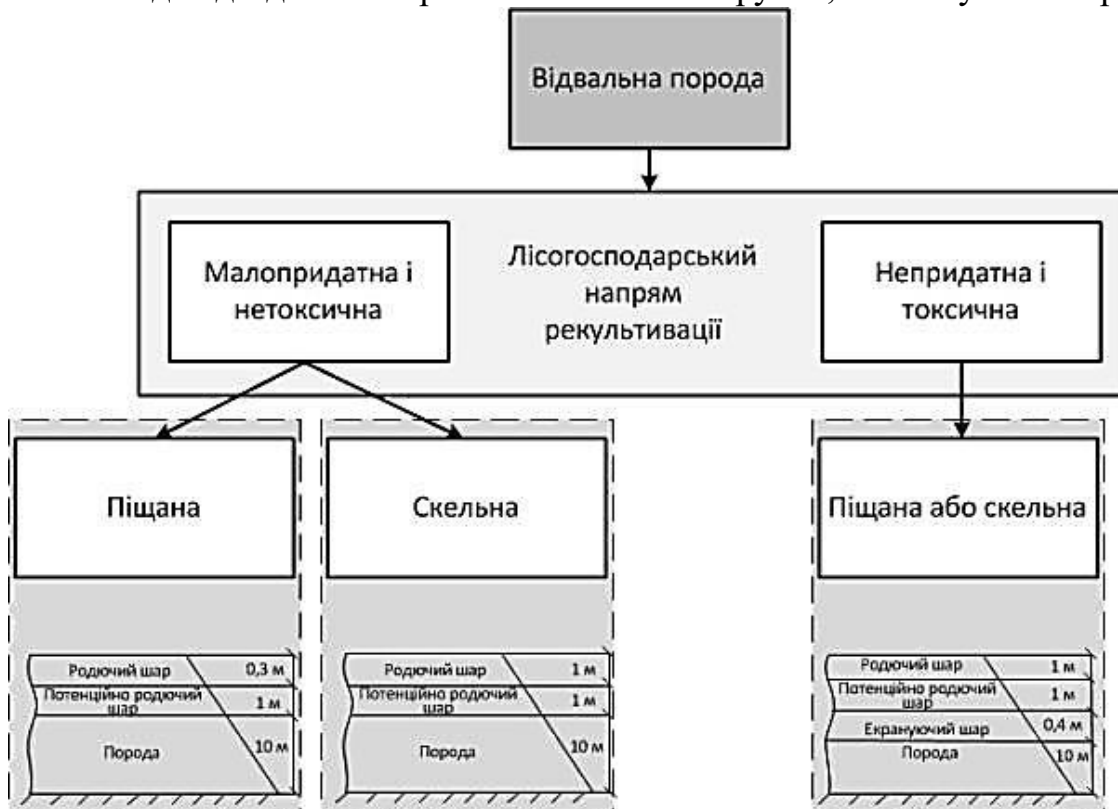 Відвальна порода
Малопридатна і
нетоксична
Лісогосподарський
напрям
рекультивації
Непридатна і
токсична
Піщана
Скельна
Піщана або скельна
Родючий шар 0,3 м
Потенційно родючий
шар 1 м
Порода 10 м
Родючий шар 1 м
Потенційно родючий
шар 1 м
Порода 10 м
Родючий шар 1 м
Потенційно родючий
шар 1 м
Екрануючий шар 0,4 м
Порода 10 м